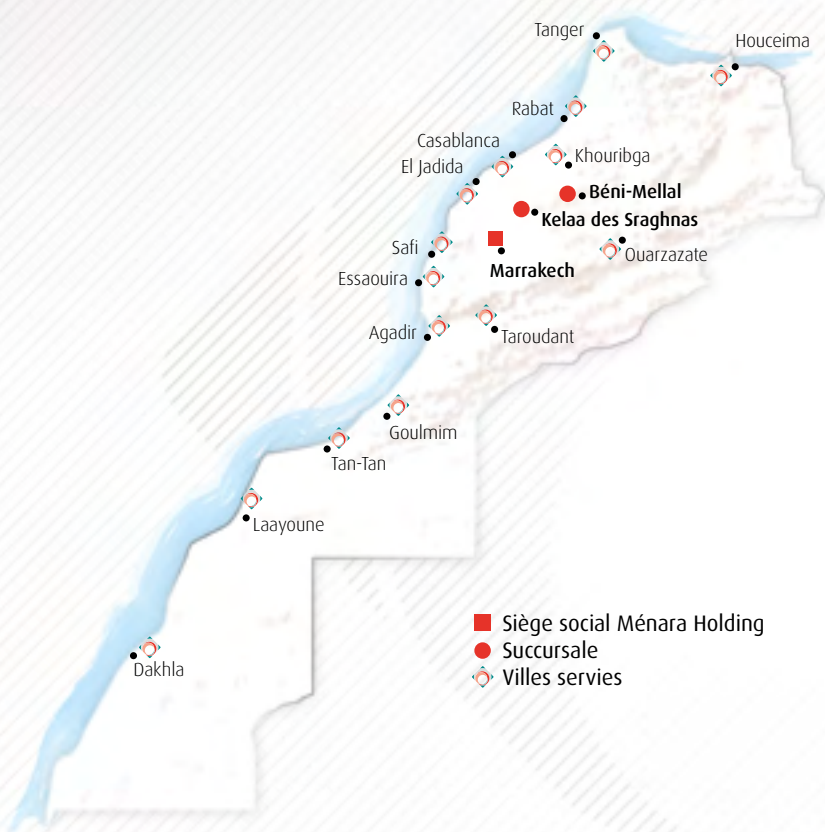 Tanger
Houceima
Rabat
Casablanca
Khouribga
El Jadida
Béni-Mellal
Kelaa des Sraghnas
Safi
Ouarzazate
Marrakech
Essaouira
Agadir
Taroudant
Goulmim
Tan-Tan
Laayoune
Dakhla
Siège social Ménara Holding
Succursale
Villes servies